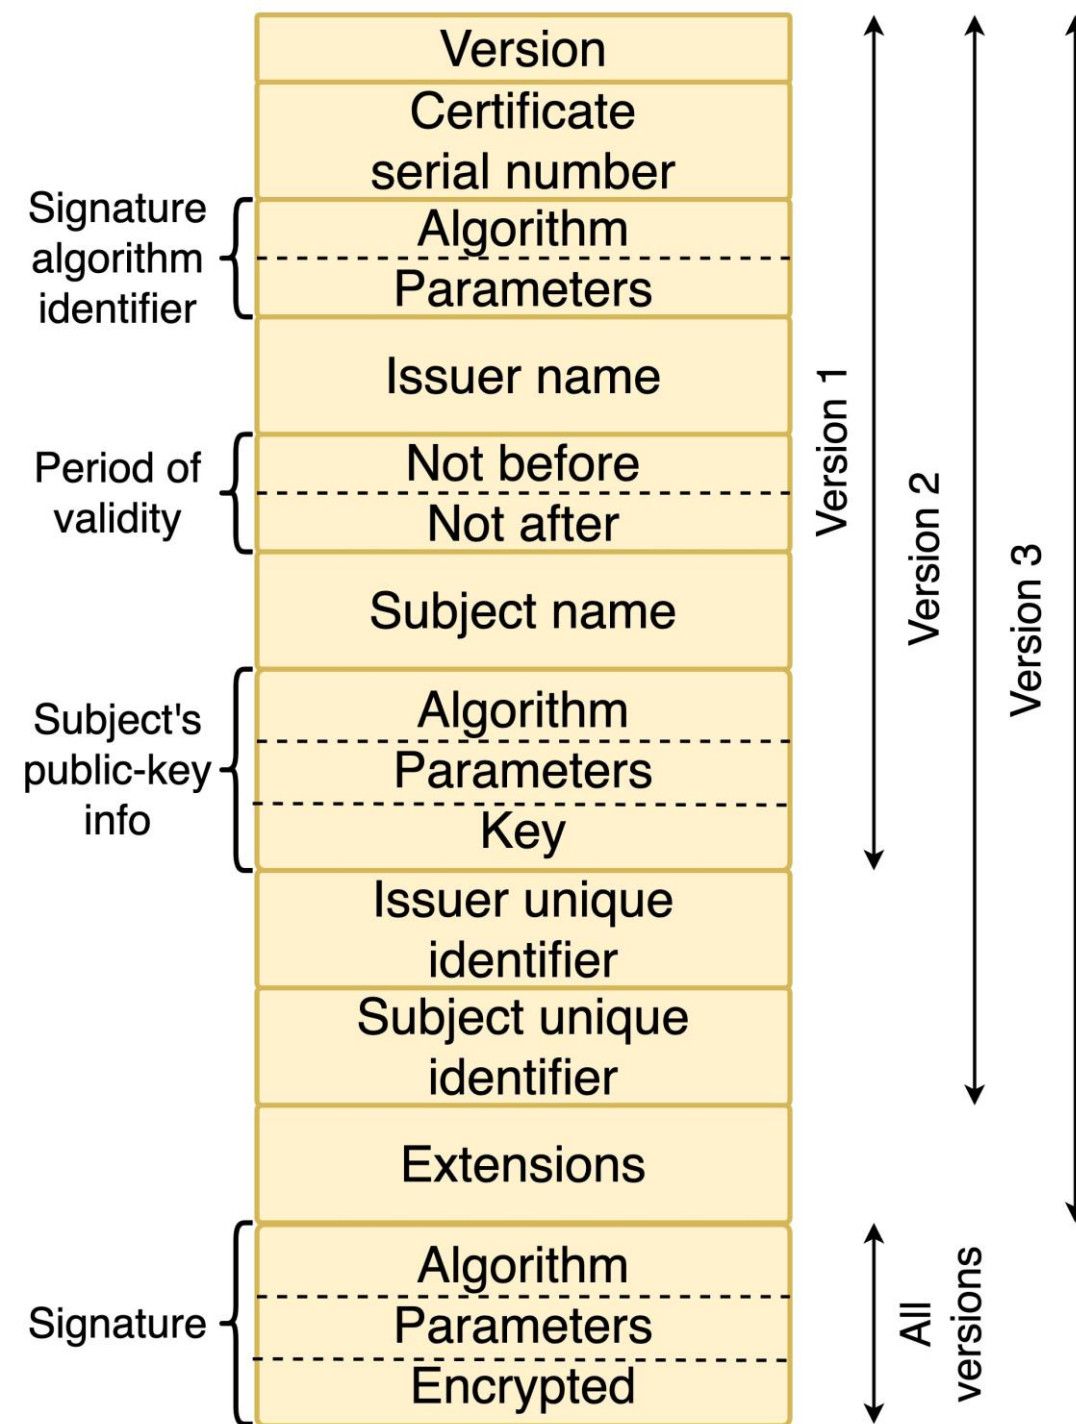 Version
Certificate
serial number
Signature
algorithm
identifier
Algorithm
Parameters
Issuer name
Period of
validity
Not before
Not after
Subject name
Subject's
public-key
info
Algorithm
Parameters
Key
Issuer unique
identifier
Subject unique
identifier
Extensions
Signature
Algorithm
Parameters
Encrypted
Version 1
Version 2
Version 3
All
versions